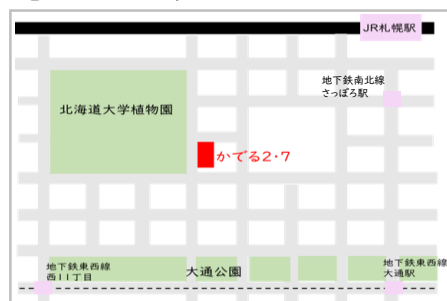 JR札幌駅
地下鉄南北線
さっぽろ駅
北海道大学植物園
かでる2・7
地下鉄東西線
西11丁目
大通公園
地下鉄東西線
大通駅